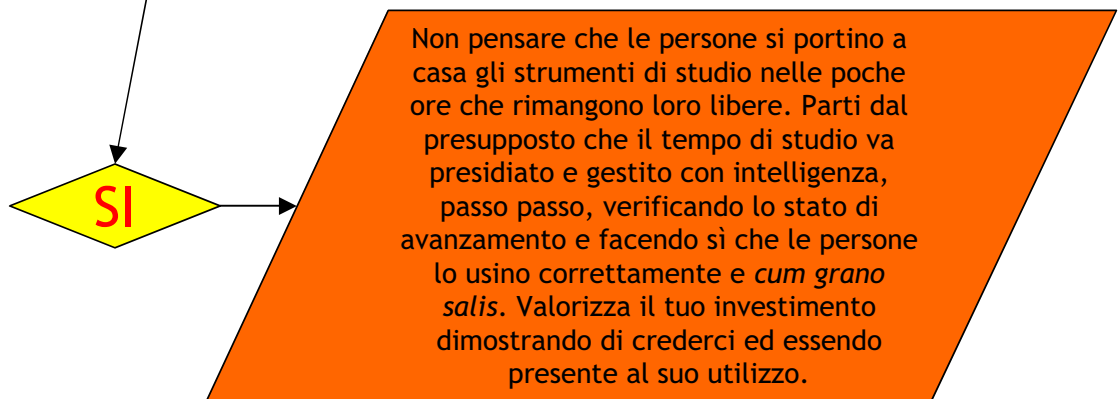 Non pensare che le persone si portino a
casa gli strumenti di studio nelle poche
ore che rimangono loro libere. Parti dal
presupposto che il tempo di studio va
presidiato e gestito con intelligenza,
passo passo, verificando lo stato di
avanzamento e facendo sì che le persone
lo usino correttamente e cum grano
salis. Valorizza il tuo investimento
dimostrando di crederci ed essendo
presente al suo utilizzo.
SI